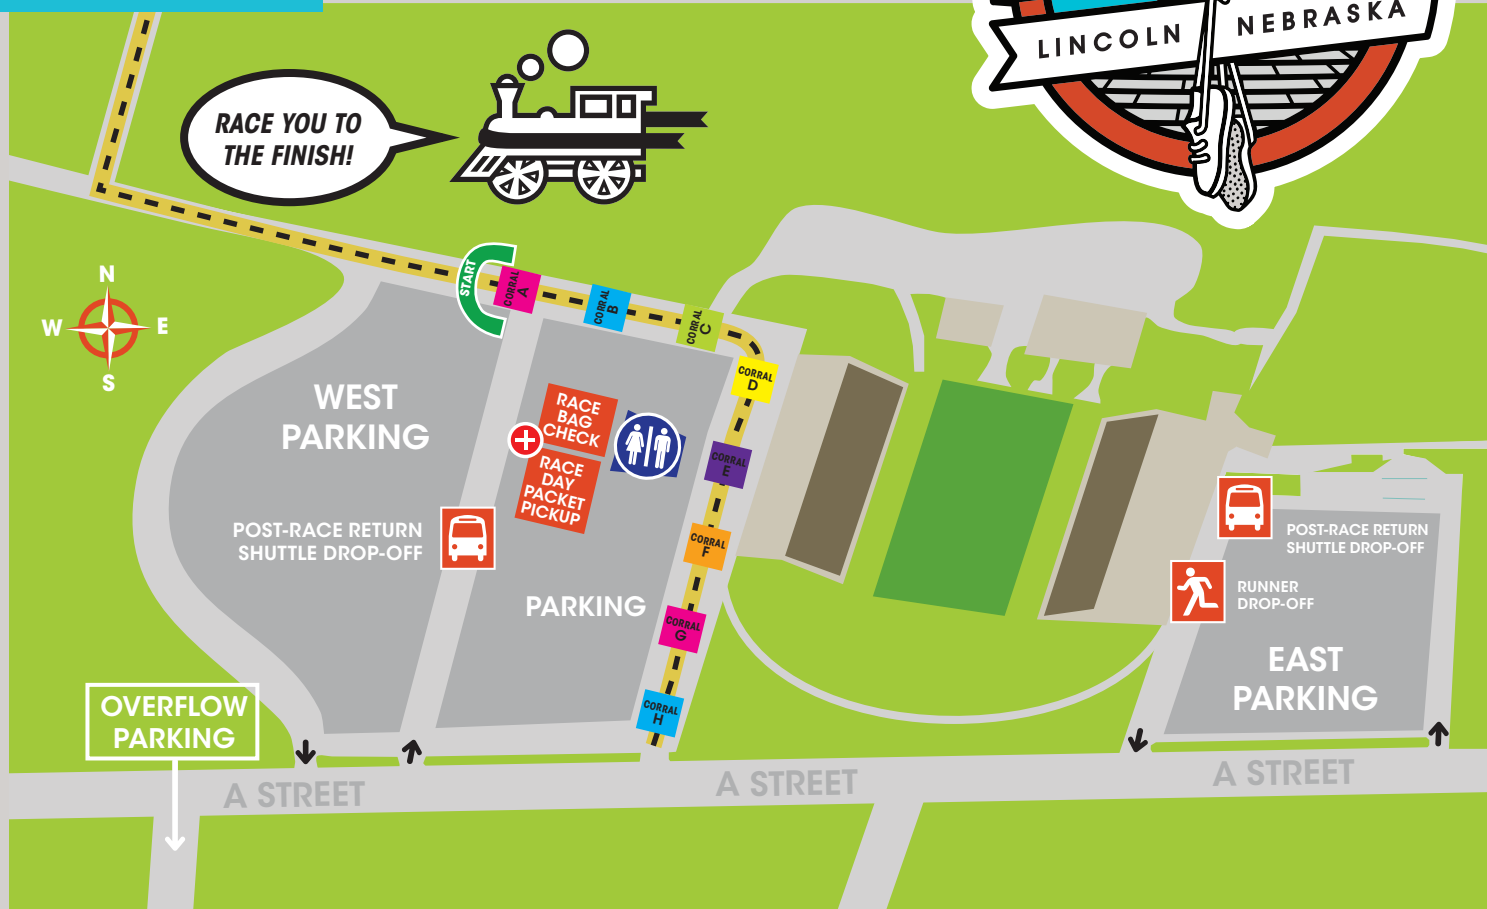 LINCOLN
NEBRASKA
RACE YOU TO
THE FINISH!
START
CORRAL
A
CORRAL
B
CORRAL
C
CORRAL
D
CORRAL
E
CORRAL
F
CORRAL
G
CORRAL
H
N
W
E
S
WEST
PARKING
RACE
BAG
CHECK
RACE
DAY
PACKET
PICKUP
POST-RACE RETURN
SHUTTLE DROP-OFF
PARKING
POST-RACE RETURN
SHUTTLE DROP-OFF
RUNNER
DROP-OFF
EAST
PARKING
OVERFLOW
PARKING
A STREET
A STREET
A STREET